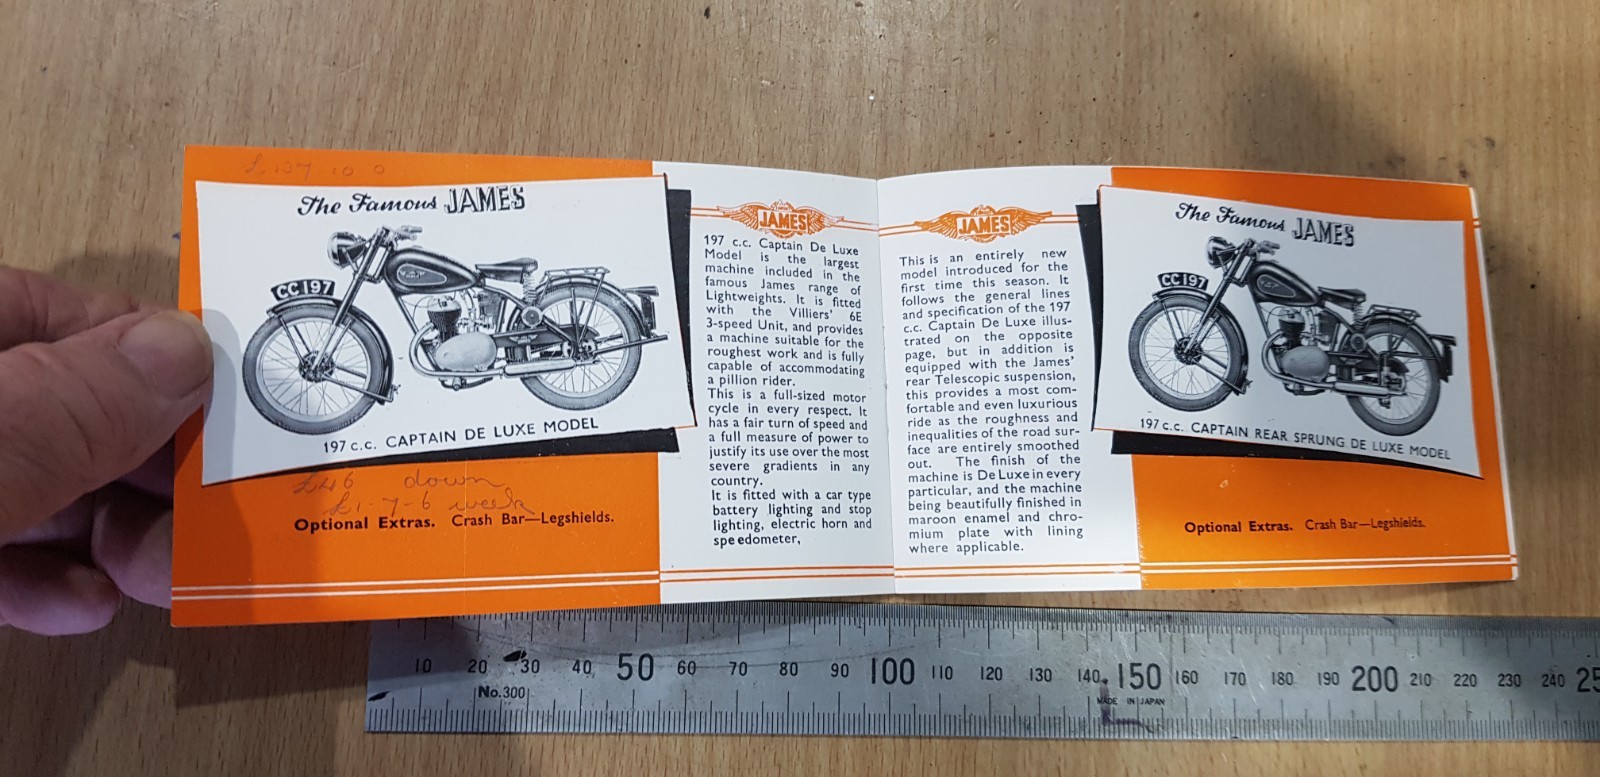 £137 10 0
The Famous JAMES
CC197
197 c.c. CAPTAIN DE LUXE MODEL
£46 down
£1-7-6 week
Optional Extras. Crash Bar—Legshields.
JAMES
197 c.c. Captain De Luxe
Model is the largest
machine included in the
famous James range of
Lightweights. It is fitted
with the Villiers' 6E
3-speed Unit, and provides
a machine suitable for the
roughest work and is fully
capable of accommodating
a pillion rider.
This is a full-sized motor
cycle in every respect. It
has a fair turn of speed and
a full measure of power to
justify its use over the most
severe gradients in any
country.
It is fitted with a car type
battery lighting and stop
lighting, electric horn and
speedometer,
JAMES
This is an entirely new
model introduced for the
first time this season. It
follows the general lines
and specification of the 197
c.c. Captain De Luxe illus-
trated on the opposite
page, but in addition is
equipped with the James'
rear Telescopic suspension,
this provides a most com-
fortable and even luxurious
ride as the roughness and
inequalities of the road sur-
face are entirely smoothed
out. The finish of the
machine is De Luxe in every
particular, and the machine
being beautifully finished in
maroon enamel and chro-
mium plate with lining
where applicable.
The Famous JAMES
CC197
197 c.c. CAPTAIN REAR SPRUNG DE LUXE MODEL
Optional Extras. Crash Bar—Legshields.
10 20 30 40 50 60 70 80 90 100 110 120 130 140 150 160 170 180 190 200 210 220 230 240 25
No.300
MADE IN JAPAN